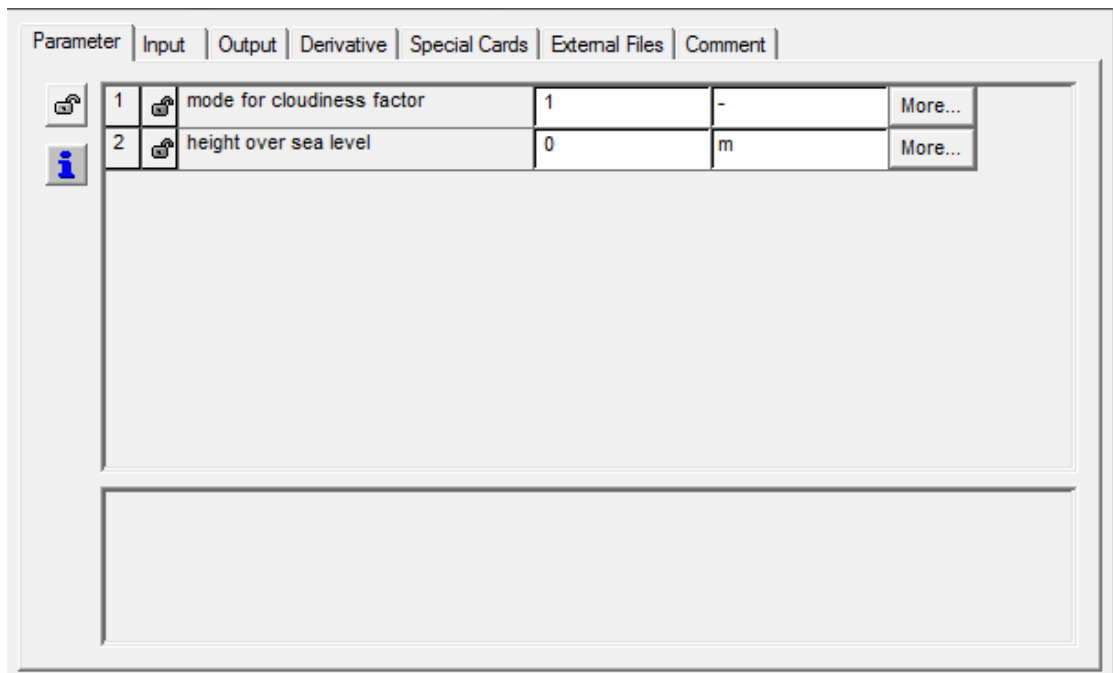 Parameter Input Output Derivative Special Cards External Files Comment
1 mode for cloudiness factor 1 - More...
2 height over sea level 0 m More...
i